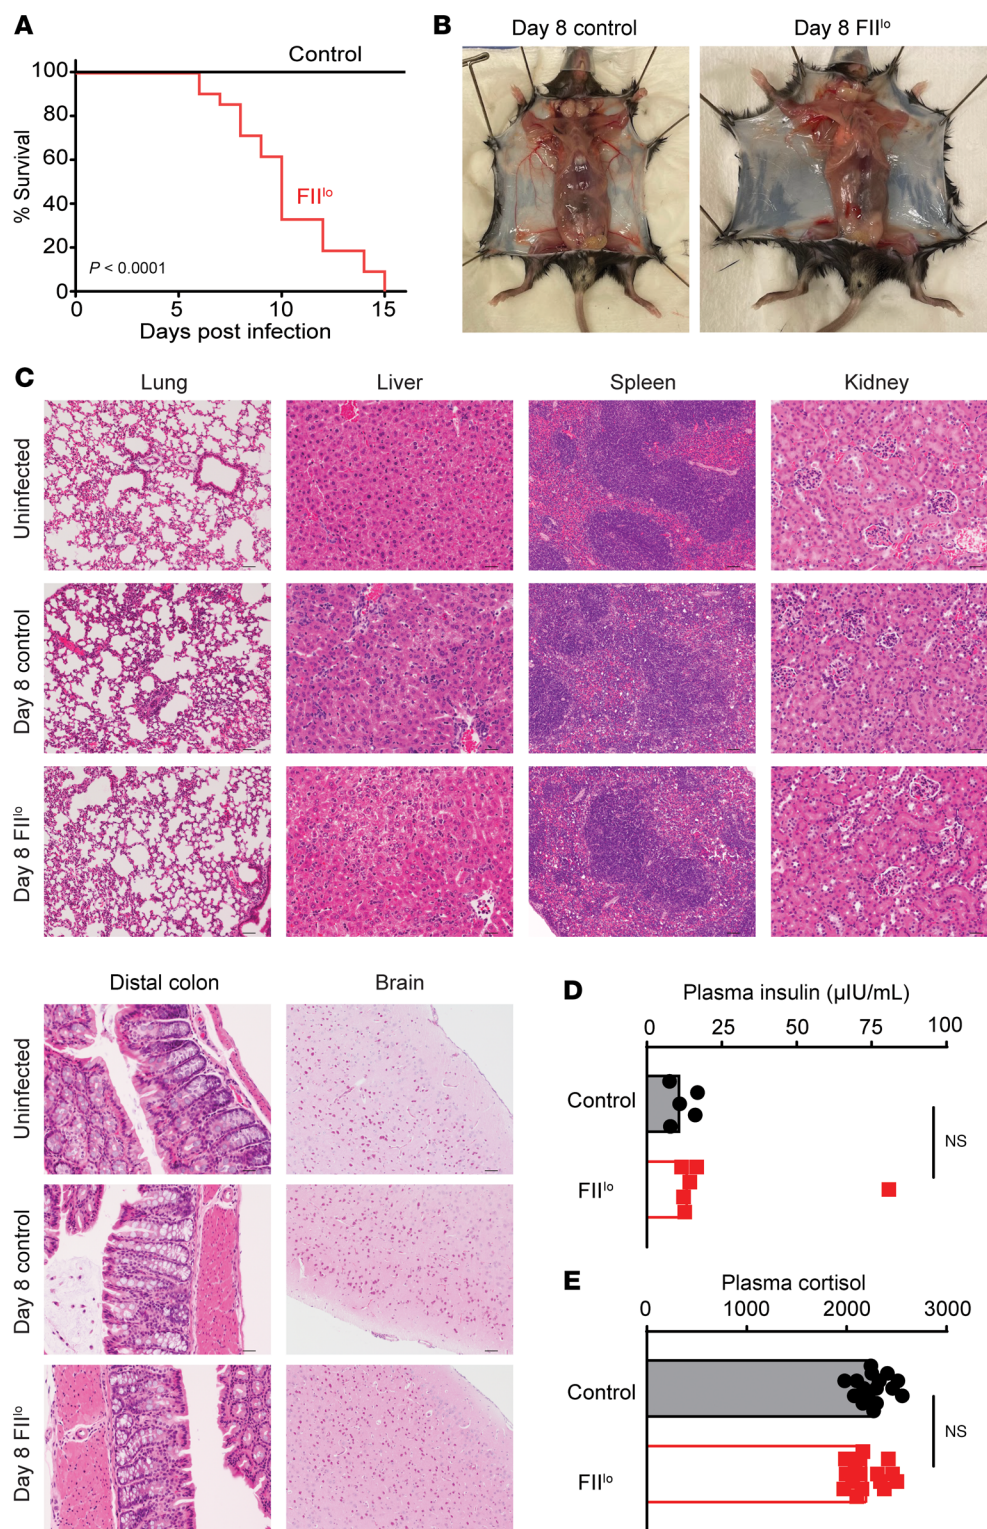 A
Control
100
80
60
40
20
0
% Survival
FIIˡᵒ
P < 0.0001
0 5 10 15
Days post infection
B
Day 8 control
Day 8 FIIˡᵒ
C
Lung Liver Spleen Kidney
Uninfected
Day 8 control
Day 8 FIIˡᵒ
Distal colon Brain
Uninfected
Day 8 control
Day 8 FIIˡᵒ
D
Plasma insulin (µIU/mL)
0 25 50 75 100
Control
FIIˡᵒ
NS
E
Plasma cortisol
0 1000 2000 3000
Control
FIIˡᵒ
NS